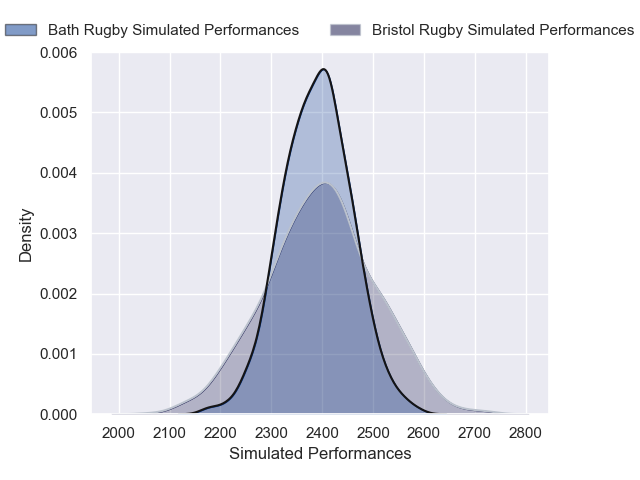 Bath Rugby Simulated Performances Bristol Rugby Simulated Performances
0.006
0.005
0.004
0.003
0.002
0.001
0.000
Density
2000 2100 2200 2300 2400 2500 2600 2700 2800
Simulated Performances